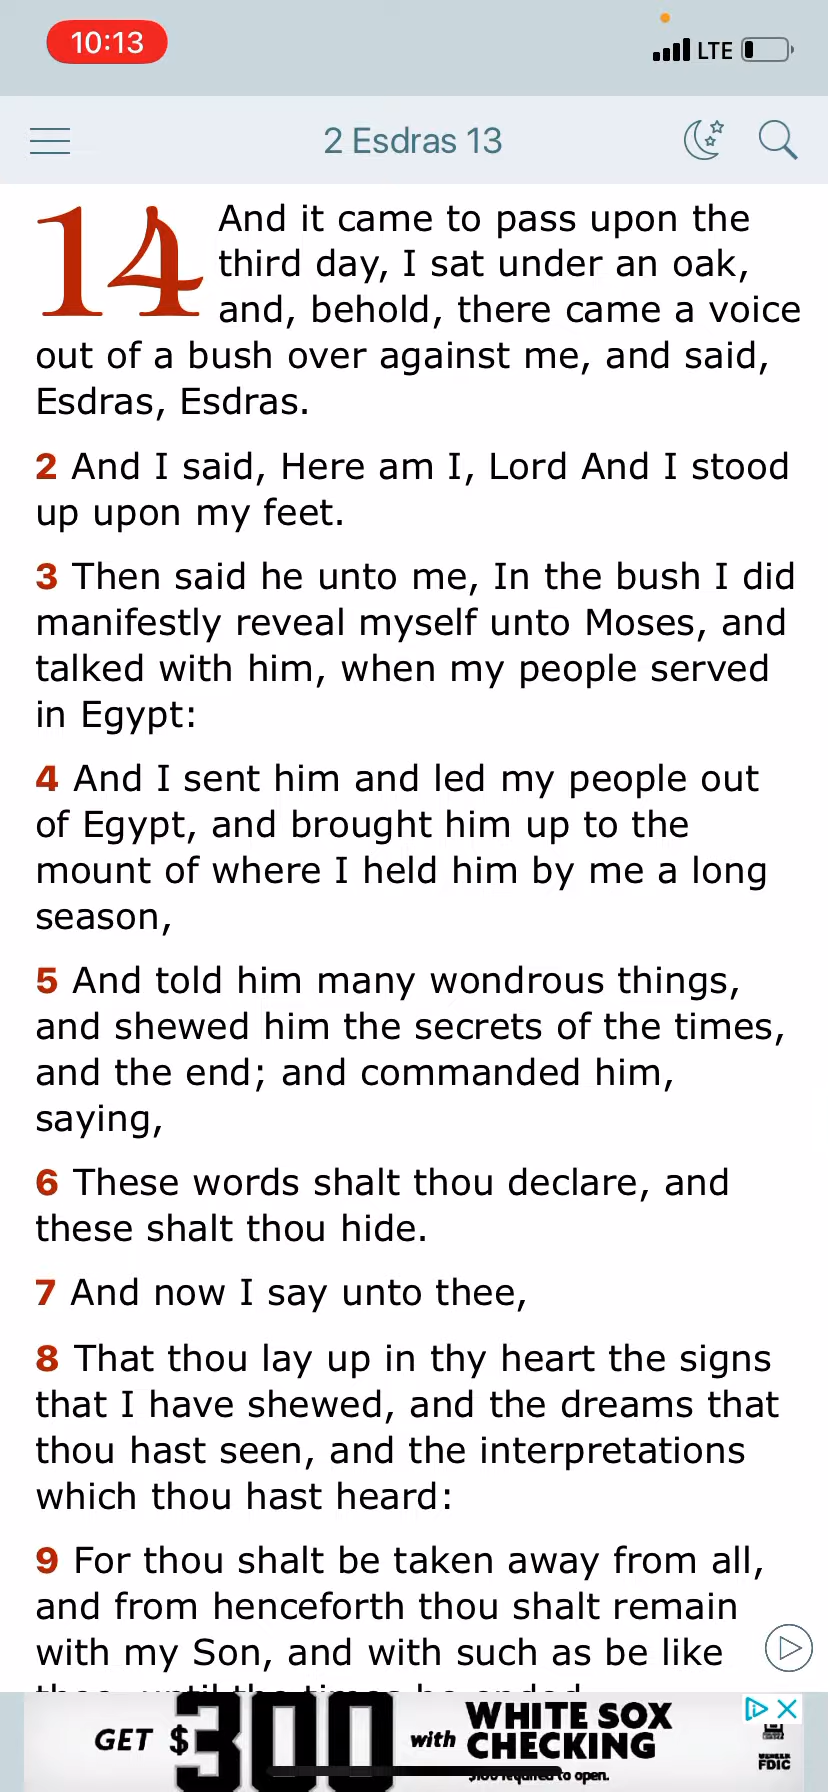 10:13
LTE
2 Esdras 13
14 And it came to pass upon the
third day, I sat under an oak,
and, behold, there came a voice
out of a bush over against me, and said,
Esdras, Esdras.
2 And I said, Here am I, Lord And I stood
up upon my feet.
3 Then said he unto me, In the bush I did
manifestly reveal myself unto Moses, and
talked with him, when my people served
in Egypt:
4 And I sent him and led my people out
of Egypt, and brought him up to the
mount of where I held him by me a long
season,
5 And told him many wondrous things,
and shewed him the secrets of the times,
and the end; and commanded him,
saying,
6 These words shalt thou declare, and
these shalt thou hide.
7 And now I say unto thee,
8 That thou lay up in thy heart the signs
that I have shewed, and the dreams that
thou hast seen, and the interpretations
which thou hast heard:
9 For thou shalt be taken away from all,
and from henceforth thou shalt remain
with my Son, and with such as be like
GET $300 with WHITE SOX
CHECKING
to open.
FDIC